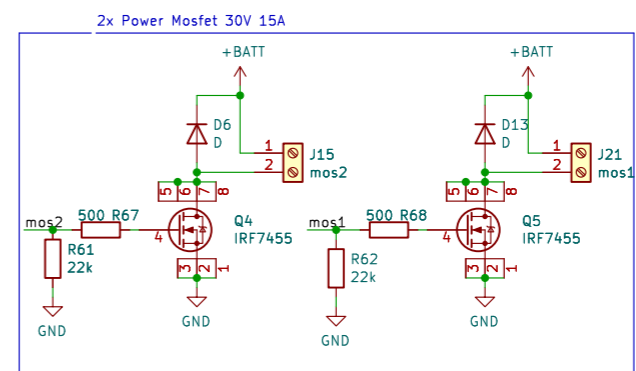 2x Power Mosfet 30V 15A
+BATT
+BATT
D6
D
D13
D
1
2
J15
mos2
1
2
J21
mos1
5
6
7
8
5
6
7
8
mos2
500 R67
4
Q4
IRF7455
mos1
500 R68
4
Q5
IRF7455
R61
22k
R62
22k
3
2
1
3
2
1
GND
GND
GND
GND